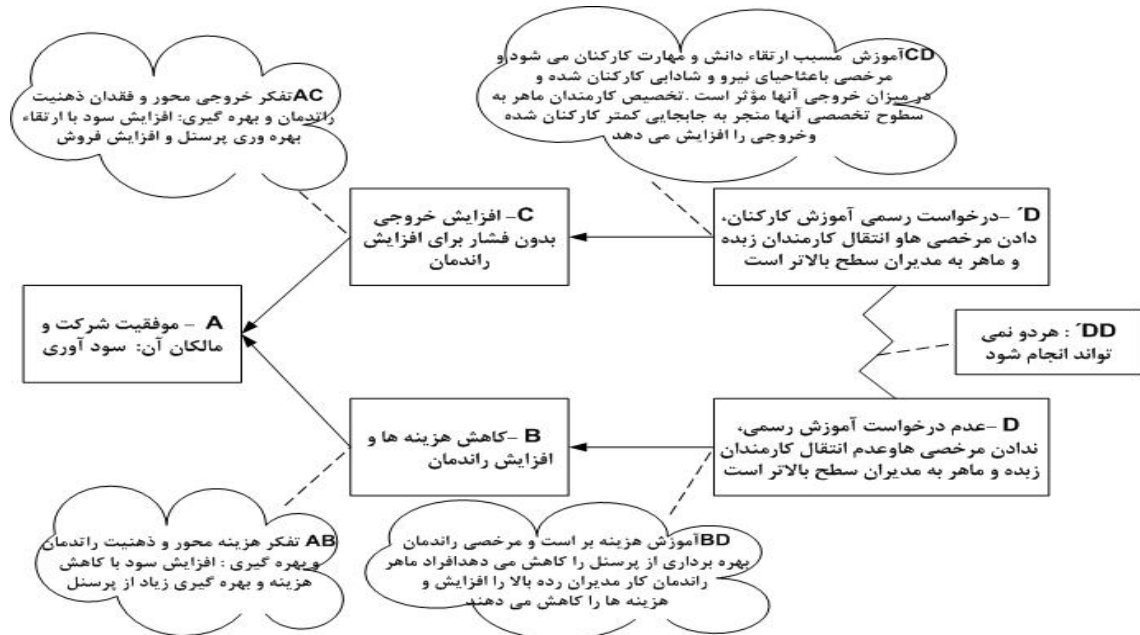 CDآموزش مسبب ارتقاء دانش و مهارت کارکنان می شود و
مرخصی باعثاحیای نیرو و شادابی کارکنان شده و
در میزان خروجی آنها مؤثر است .تخصیص کارمندان ماهر به
سطوح تخصصی آنها منجر به جابجایی کمتر کارکنان شده
وخروجی را افزایش می دهد
ACتفکر خروجی محور و فقدان ذهنیت
راتدمان و بهره گیری: افزایش سود با ارتقاء
بهره وری پرسنل و افزایش فروش
D´ –درخواست رسمی آموزش کارکنان،
دادن مرخصی هاو انتقال کارمندان زبده
و ماهر به مدیران سطح بالاتر است
C– افزایش خروجی
بدون فشار برای افزایش
راندمان
A – موفقیت شرکت و
مالکان آن: سود آوری
DD´ : هردو نمی
تواند انجام شود
D –عدم درخواست آموزش رسمی،
ندادن مرخصی هاوعدم انتقال کارمندان
زبده و ماهر به مدیران سطح بالاتر است
B –کاهش هزینه ها و
افزایش راندمان
BDآموزش هزینه بر است و مرخصی راندمان
بهره برداری از پرسنل را کاهش می دهدافراد ماهر
راندمان کار مدیران رده بالا را افزایش و
هزینه ها را کاهش می دهند
AB تفکر هزینه محور و ذهنیت راتدمان
و بهره گیری : افزایش سود با کاهش
هزینه و بهره گیری زیاد از پرسنل